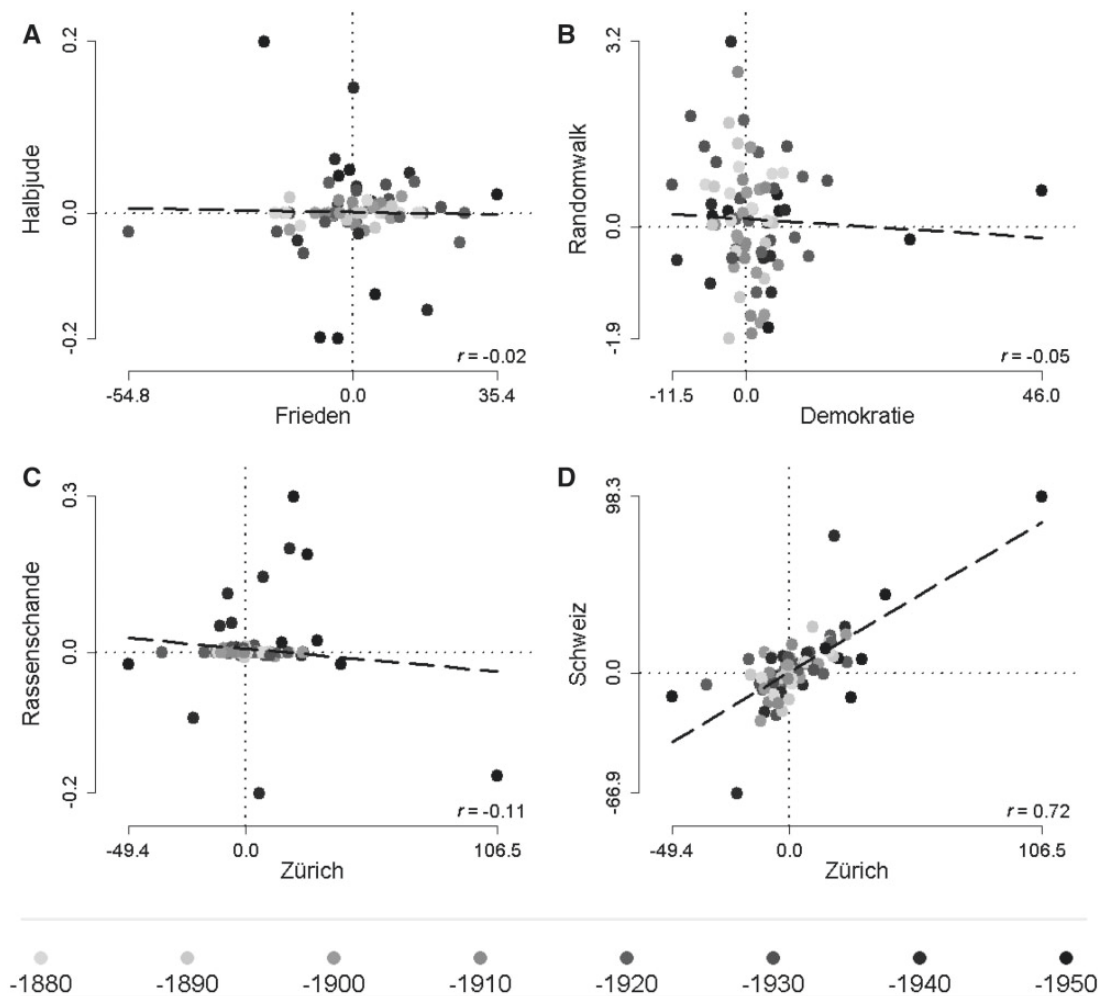 A
0.2
0.0
-0.2
Halbjude
r = -0.02
-54.8 0.0 35.4
Frieden
B
3.2
0.0
-1.9
Randomwalk
r = -0.05
-11.5 0.0 46.0
Demokratie
C
0.3
0.0
-0.2
Rassenschande
r = -0.11
-49.4 0.0 106.5
Zürich
D
98.3
0.0
-66.9
Schweiz
r = 0.72
-49.4 0.0 106.5
Zürich
-1880 -1890 -1900 -1910 -1920 -1930 -1940 -1950